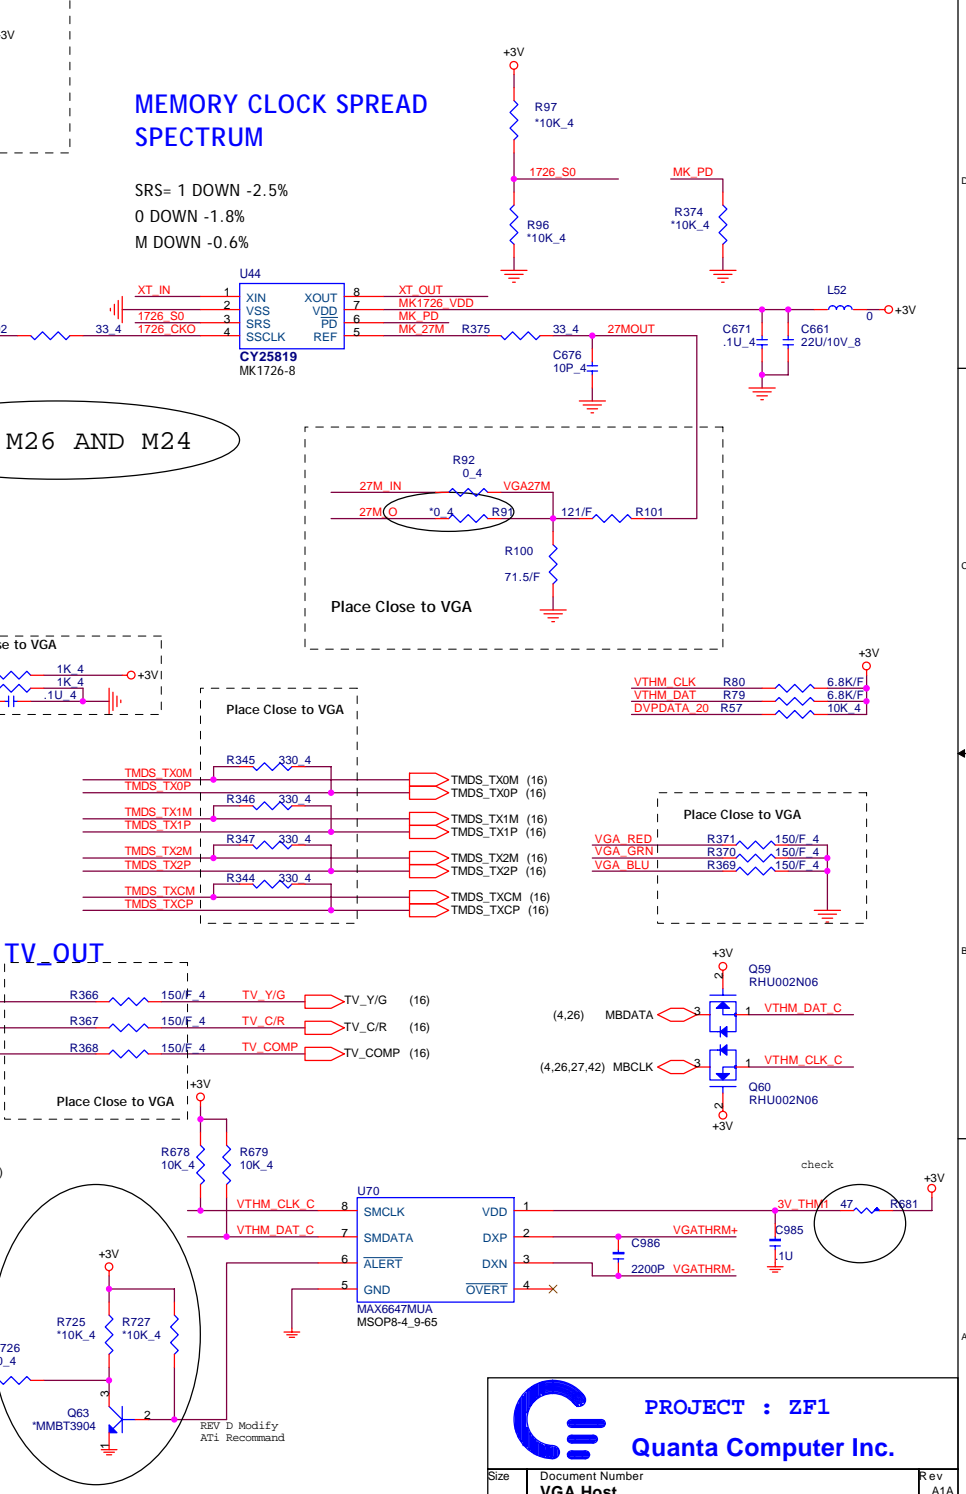 3V
+3V
MEMORY CLOCK SPREAD
SPECTRUM
R97
*10K_4
1726_S0
MK_PD
SRS= 1 DOWN -2.5%
0 DOWN -1.8%
M DOWN -0.6%
R96
*10K_4
R374
*10K_4
D
U44
XT_IN
1
XIN
XOUT
8
XT_OUT
2
VSS
VDD
7
MK1726_VDD
1726_S0
3
SRS
PD
6
MK_PD
33_4
1726_CKO
4
SSCLK
REF
5
MK_27M
R375
33_4
27MOUT
CY25819
MK1726-8
L52
0
+3V
C671
.1U_4
C661
22U/10V_8
C676
10P_4
M26 AND M24
R92
0_4
27M_IN
VGA27M
27M_O
*0_4
R91
121/F
R101
R100
71.5/F
Place Close to VGA
C
se to VGA
1K_4
+3V
1K_4
.1U_4
+3V
VTHM_CLK
R80
6.8K/F
VTHM_DAT
R79
6.8K/F
DVPDATA_20
R57
10K_4
Place Close to VGA
R345
330_4
TMDS_TX0M
TMDS_TX0M (16)
TMDS_TX0P
TMDS_TX0P (16)
R346
330_4
TMDS_TX1M
TMDS_TX1M (16)
TMDS_TX1P
TMDS_TX1P (16)
R347
330_4
TMDS_TX2M
TMDS_TX2M (16)
TMDS_TX2P
TMDS_TX2P (16)
R344
330_4
TMDS_TXCM
TMDS_TXCM (16)
TMDS_TXCP
TMDS_TXCP (16)
Place Close to VGA
VGA_RED
R371
150/F_4
VGA_GRN
R370
150/F_4
VGA_BLU
R369
150/F_4
B
TV_OUT
R366
150/F_4
TV_Y/G
TV_Y/G (16)
R367
150/F_4
TV_C/R
TV_C/R (16)
R368
150/F_4
TV_COMP
TV_COMP (16)
Place Close to VGA
+3V
2
Q59
RHU002N06
(4,26) MBDATA
3
1
VTHM_DAT_C
(4,26,27,42) MBCLK
3
1
VTHM_CLK_C
Q60
RHU002N06
2
+3V
+3V
R678
10K_4
R679
10K_4
U70
VTHM_CLK_C
8
SMCLK
VDD
1
VTHM_DAT_C
7
SMDATA
DXP
2
VGATHRM+
6
ALERT
DXN
3
VGATHRM-
5
GND
OVERT
4
MAX6647MUA
MSOP8-4_9-65
C986
2200P
check
+3V
3V_THM1
47
R681
C985
.1U
)
+3V
R725
*10K_4
R727
*10K_4
726
_4
3
Q63
*MMBT3904
2
1
REV D Modify
ATi Recommand
A
PROJECT : ZF1
Quanta Computer Inc.
Size
Document Number
Rev
VGA Host
A1A